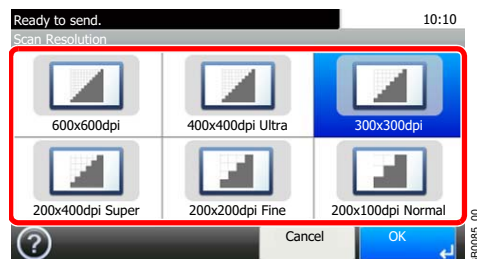 Ready to send. 10:10
Scan Resolution
600x600dpi 400x400dpi Ultra 300x300dpi
200x400dpi Super 200x200dpi Fine 200x100dpi Normal
? Cancel OK